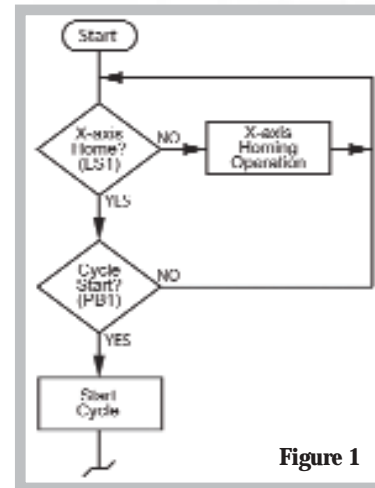 Start
X-axis
Home?
(LS1)
NO
X-axis
Homing
Operation
YES
Cycle
Start?
(PB1)
NO
YES
Start
Cycle
Figure 1